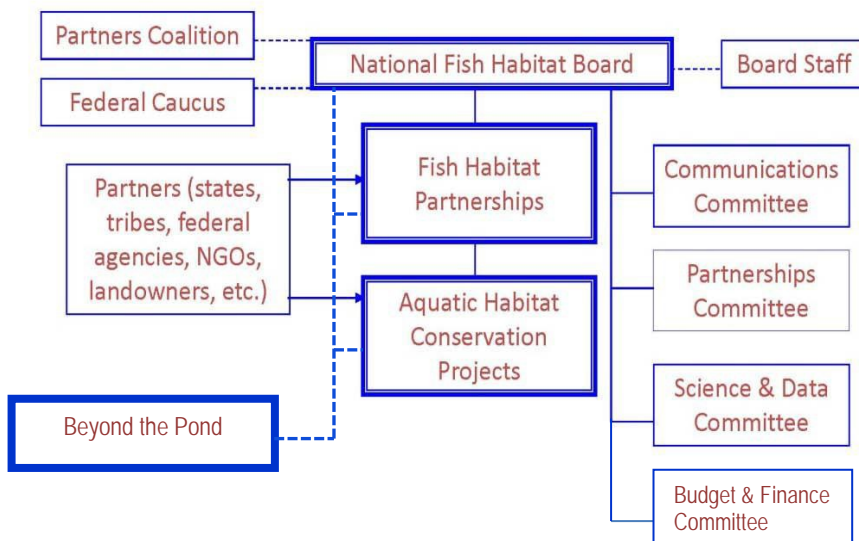 Partners Coalition
National Fish Habitat Board
Board Staff
Federal Caucus
Partners (states,
tribes, federal
agencies, NGOs,
landowners, etc.)
Fish Habitat
Partnerships
Communications
Committee
Partnerships
Committee
Aquatic Habitat
Conservation
Projects
Science & Data
Committee
Beyond the Pond
Budget & Finance
Committee